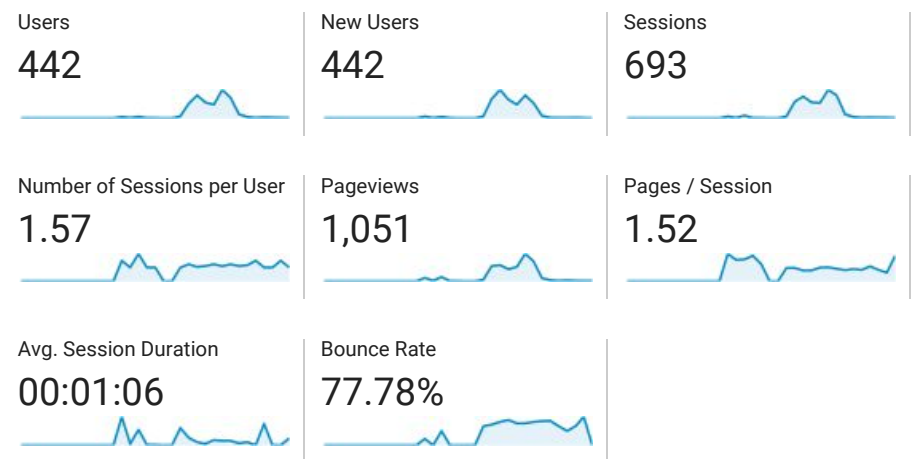 Users
442
New Users
442
Sessions
693
Number of Sessions per User
1.57
Pageviews
1,051
Pages / Session
1.52
Avg. Session Duration
00:01:06
Bounce Rate
77.78%